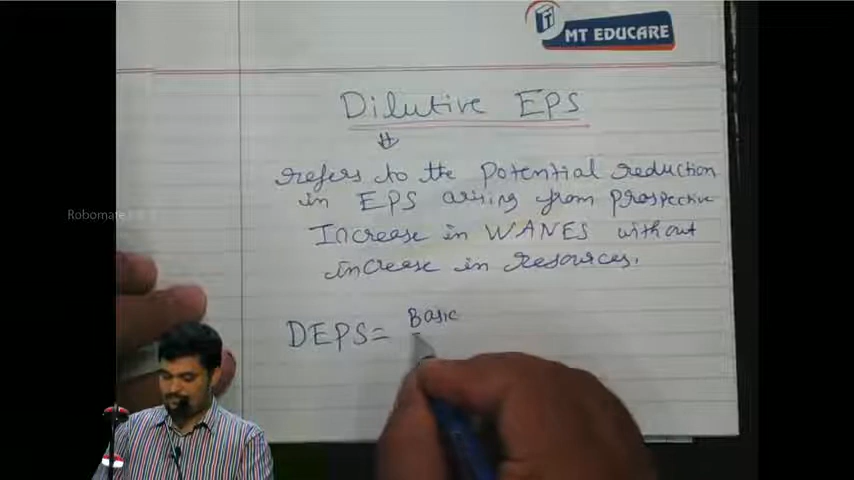 MT EDUCARE
Dilutive EPS
refers to the Potential reduction
in EPS arising from Prospective
Increase in WANES without
increase in Resources.
DEPS = Basic
Robomate